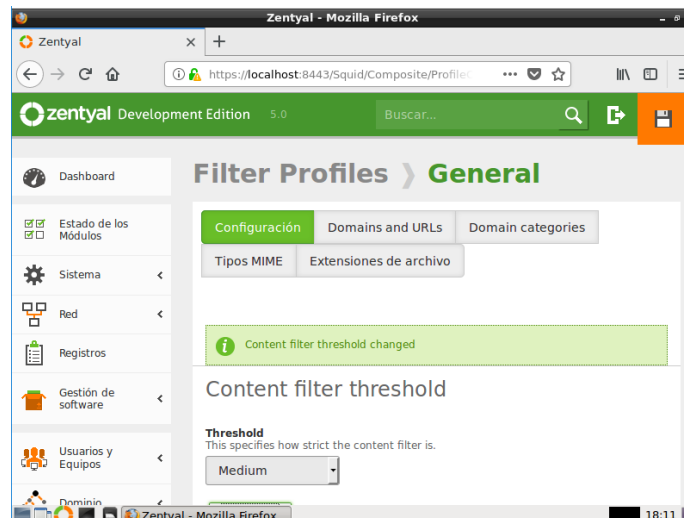 Zentyal - Mozilla Firefox
Zentyal
https://localhost:8443/Squid/Composite/Profile
zentyal Development Edition 5.0
Buscar...
Filter Profiles ⟩ General
Dashboard
Estado de los
Módulos
Sistema
Red
Registros
Gestión de
software
Usuarios y
Equipos
Dominio
Configuración
Domains and URLs
Domain categories
Tipos MIME
Extensiones de archivo
Content filter threshold changed
Content filter threshold
Threshold
This specifies how strict the content filter is.
Medium
Zentyal - Mozilla Firefox
18:11